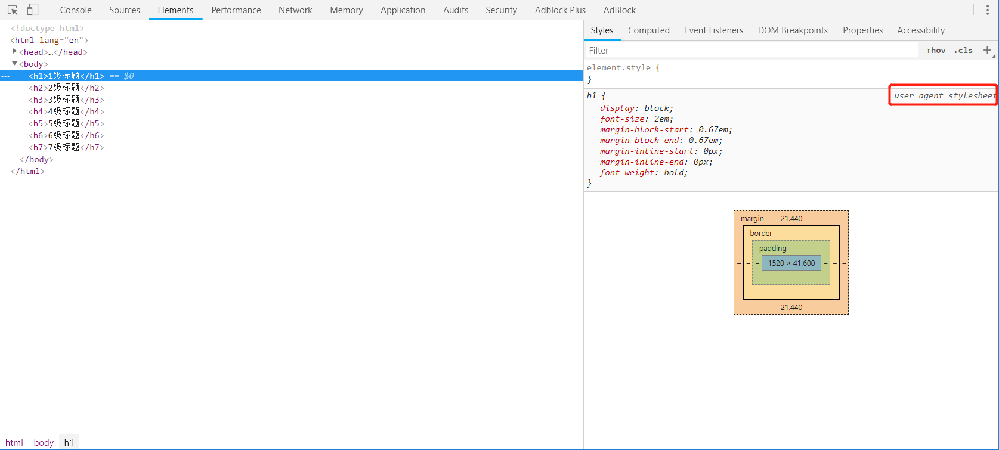 Console Sources Elements Performance Network Memory Application Audits Security Adblock Plus AdBlock
<!doctype html>
<html lang="en">
<head>…</head>
<body>
<h1>1级标题</h1> == $0
<h2>2级标题</h2>
<h3>3级标题</h3>
<h4>4级标题</h4>
<h5>5级标题</h5>
<h6>6级标题</h6>
<h7>7级标题</h7>
</body>
</html>
html body h1
Styles Computed Event Listeners DOM Breakpoints Properties Accessibility
Filter :hov .cls +
element.style {
}
h1 { user agent stylesheet
display: block;
font-size: 2em;
margin-block-start: 0.67em;
margin-block-end: 0.67em;
margin-inline-start: 0px;
margin-inline-end: 0px;
font-weight: bold;
}
margin 21.440
border –
padding –
– – – 1520 × 41.600 – – –
–
–
21.440